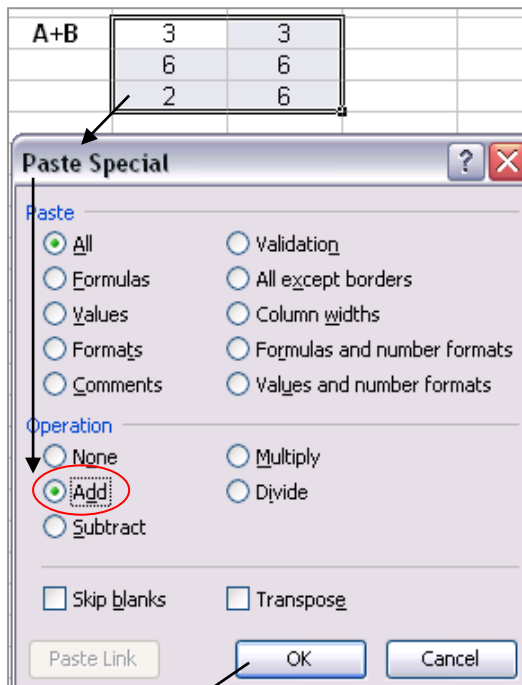 A+B 3 3
6 6
2 6
Paste Special ?
Paste
All Validation
Formulas All except borders
Values Column widths
Formats Formulas and number formats
Comments Values and number formats
Operation
None Multiply
Add Divide
Subtract
Skip blanks Transpose
Paste Link OK Cancel